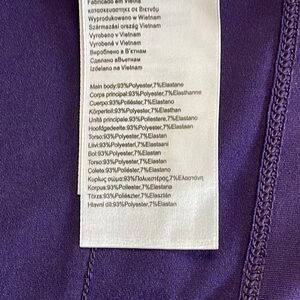 Fabricado em Vietnã
κατασκευάστηκε σε Βιετνάμ
Wyprodukowano w Vietnam
Származási ország Vietnam
Vyrobeno v Vietnam
Vyrobené v Vietnam
Вироблено в В'єтнам
Сделано в Вьетнам
Izdelano na Vietnam
Main body:93%Polyester,7%Elastane
Corps principal:93%Polyester,7%Elasthanne
Cuerpo:93%Poliéster,7%Elastano
Körperteil:93%Polyester,7%Elasthan
Unità principale:93%Poliestere,7%Elastano
Hoofdgedeelte:93%Polyester,7%Elastaan
Torso:93%Polyester,7%Elastan
Liivi:93%Polyesteri,7%Elastaani
Bol:93%Polyester,7%Elastan
Torso:93%Polyester,7%Elastan
Colete:93%Poliéster,7%Elastano
Κυρίως σώμα:93%Πολυεστέρας,7%Ελαστάνη
Korpus:93%Poliester,7%Elastan
Törzs:93%Poliészter,7%Elasztán
Hlavní díl:93%Polyester,7%Elastan